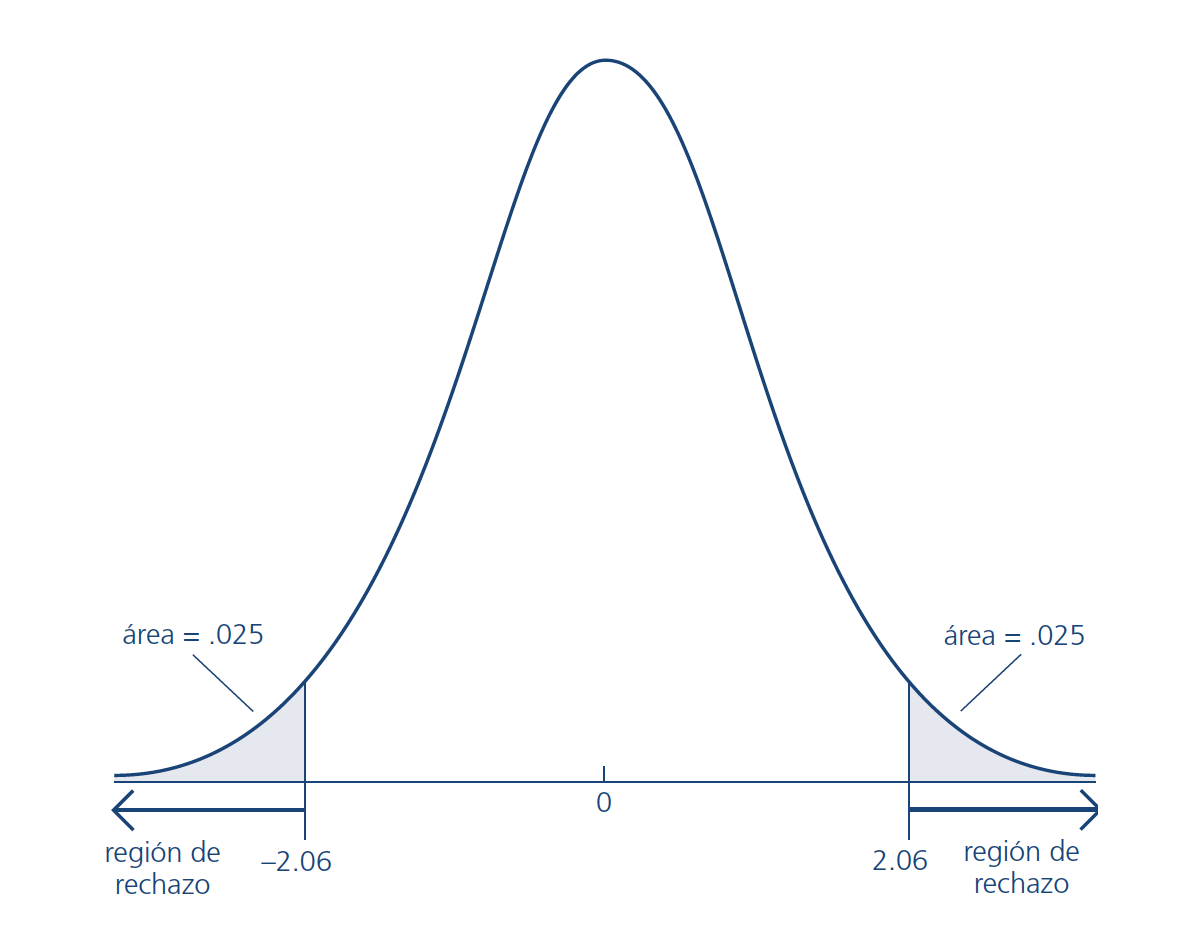 área = .025
área = .025
0
región de
rechazo
–2.06
2.06
región de
rechazo